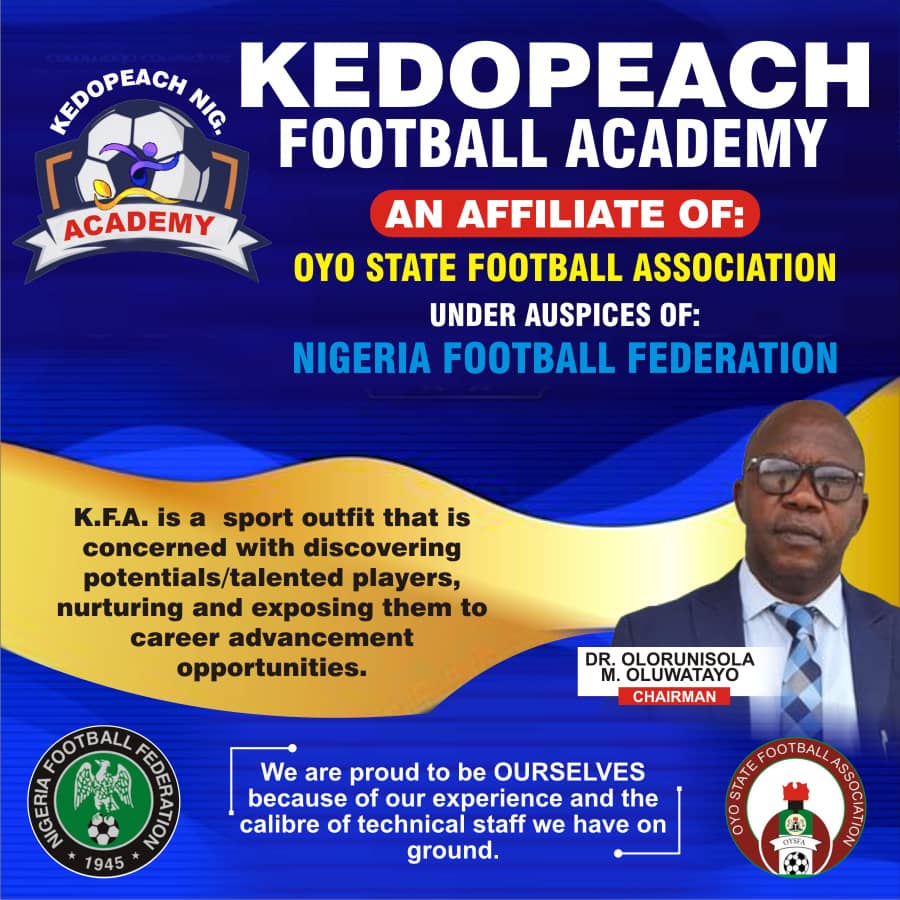 KEDOPEACH NIG.
ACADEMY
KEDOPEACH
FOOTBALL ACADEMY
AN AFFILIATE OF:
OYO STATE FOOTBALL ASSOCIATION
UNDER AUSPICES OF:
NIGERIA FOOTBALL FEDERATION
K.F.A. is a sport outfit that is
concerned with discovering
potentials/talented players,
nurturing and exposing them to
career advancement
opportunities.
DR. OLORUNISOLA
M. OLUWATAYO
CHAIRMAN
NIGERIA FOOTBALL FEDERATION
1945
We are proud to be OURSELVES
because of our experience and the
calibre of technical staff we have on
ground.
OYO STATE FOOTBALL ASSOCIATION
OYSFA